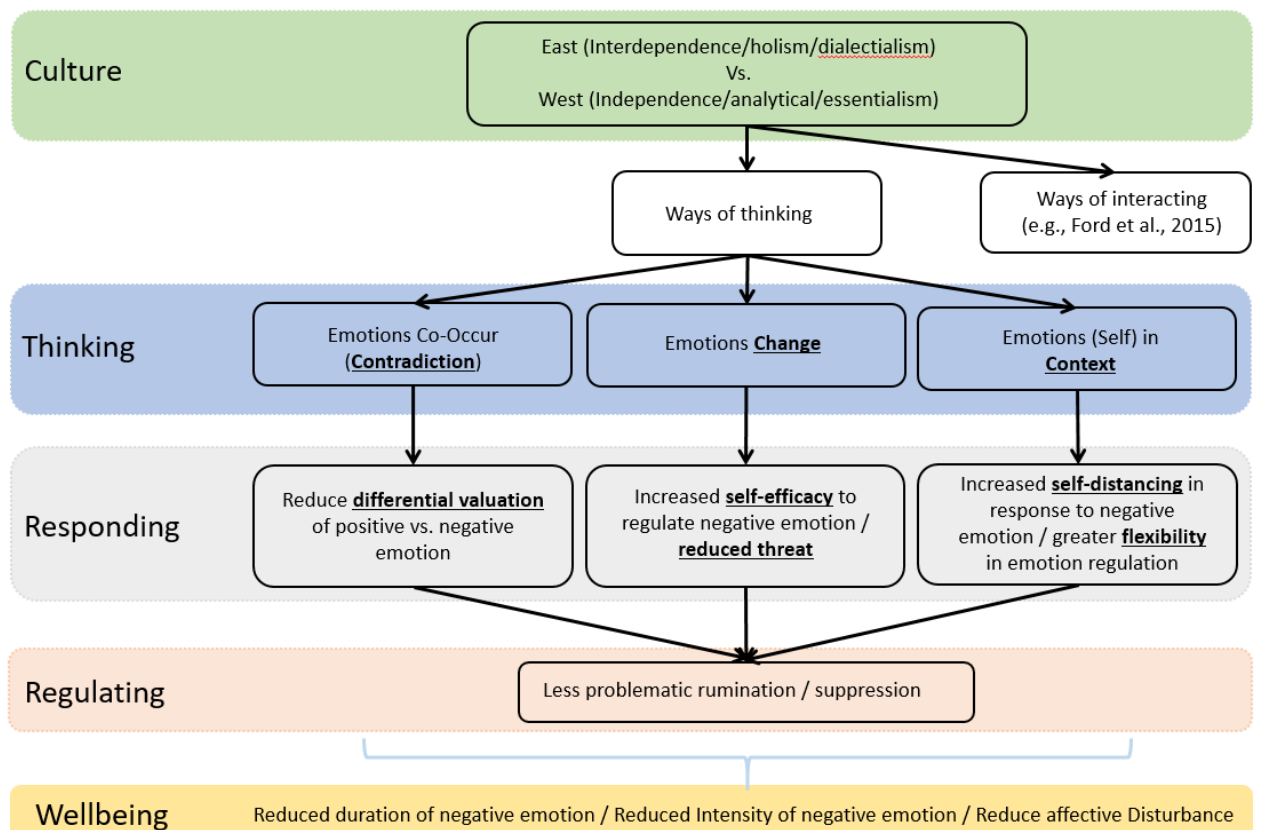 Culture
East (Interdependence/holism/dialectialism)
Vs.
West (Independence/analytical/essentialism)
Ways of thinking
Ways of interacting
(e.g., Ford et al., 2015)
Thinking
Emotions Co-Occur
(Contradiction)
Emotions Change
Emotions (Self) in
Context
Responding
Reduce differential valuation
of positive vs. negative
emotion
Increased self-efficacy to
regulate negative emotion /
reduced threat
Increased self-distancing in
response to negative
emotion / greater flexibility
in emotion regulation
Regulating
Less problematic rumination / suppression
Wellbeing
Reduced duration of negative emotion / Reduced Intensity of negative emotion / Reduce affective Disturbance